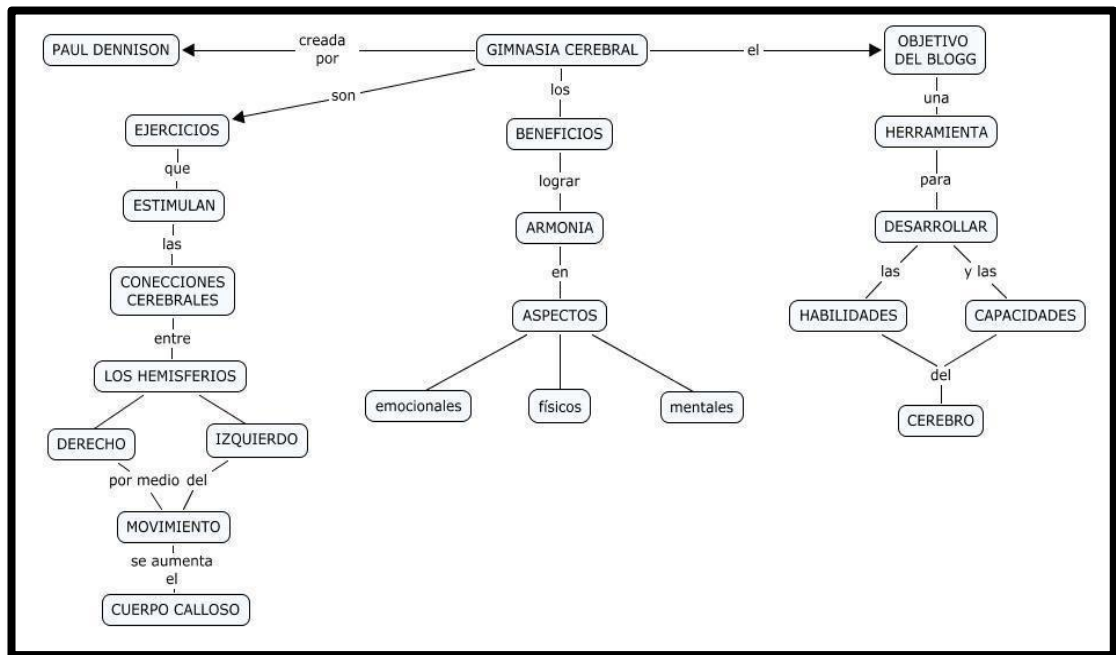 PAUL DENNISON
creada
por
GIMNASIA CEREBRAL
el
OBJETIVO
DEL BLOGG
son
EJERCICIOS
que
ESTIMULAN
las
CONECCIONES
CEREBRALES
entre
LOS HEMISFERIOS
DERECHO
IZQUIERDO
por medio del
MOVIMIENTO
se aumenta
el
CUERPO CALLOSO
los
BENEFICIOS
lograr
ARMONIA
en
ASPECTOS
emocionales
físicos
mentales
una
HERRAMIENTA
para
DESARROLLAR
las
y las
HABILIDADES
CAPACIDADES
del
CEREBRO